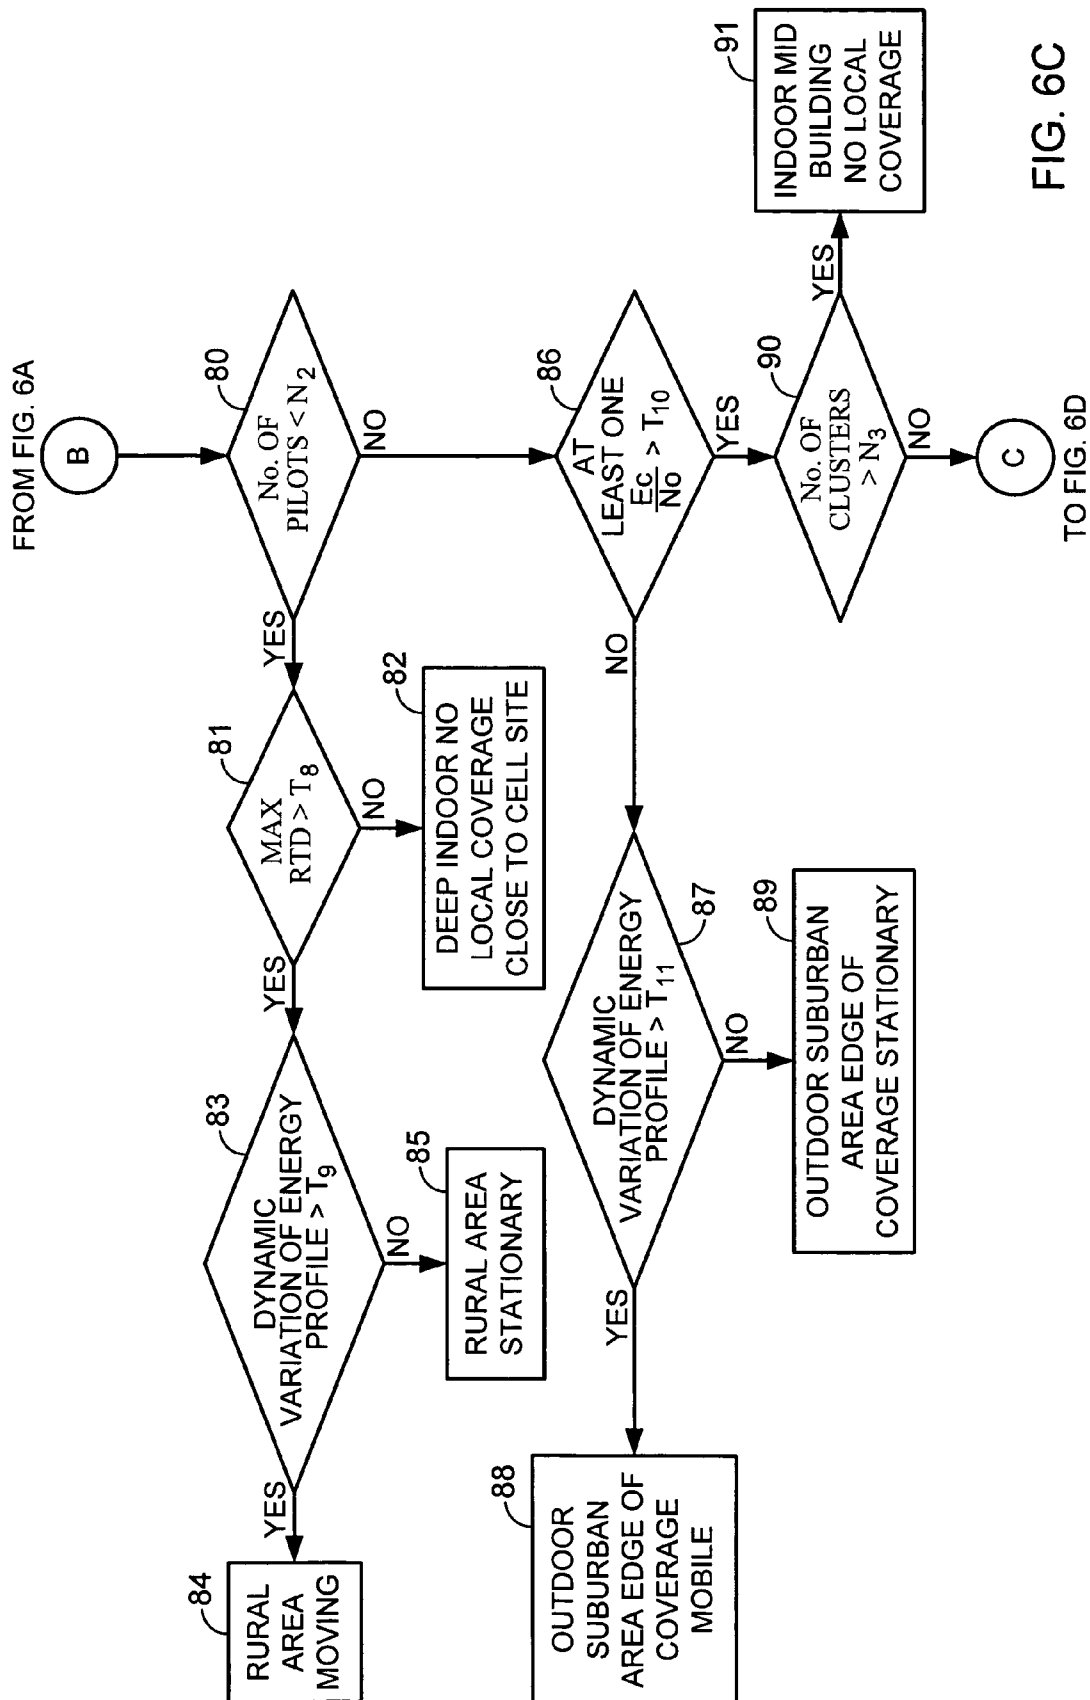 FROM FIG. 6A
B
80
No. OF
PILOTS < N2
YES
NO
81
MAX
RTD > T8
YES
NO
82
DEEP INDOOR NO
LOCAL COVERAGE
CLOSE TO CELL SITE
83
DYNAMIC
VARIATION OF ENERGY
PROFILE > T9
YES
NO
84
RURAL
AREA
MOVING
85
RURAL AREA
STATIONARY
86
AT
LEAST ONE
Ec
No > T10
NO
YES
87
DYNAMIC
VARIATION OF ENERGY
PROFILE > T11
YES
NO
88
OUTDOOR
SUBURBAN
AREA EDGE OF
COVERAGE
MOBILE
89
OUTDOOR SUBURBAN
AREA EDGE OF
COVERAGE STATIONARY
90
No. OF
CLUSTERS
> N3
YES
NO
91
INDOOR MID
BUILDING
NO LOCAL
COVERAGE
C
TO FIG. 6D
FIG. 6C